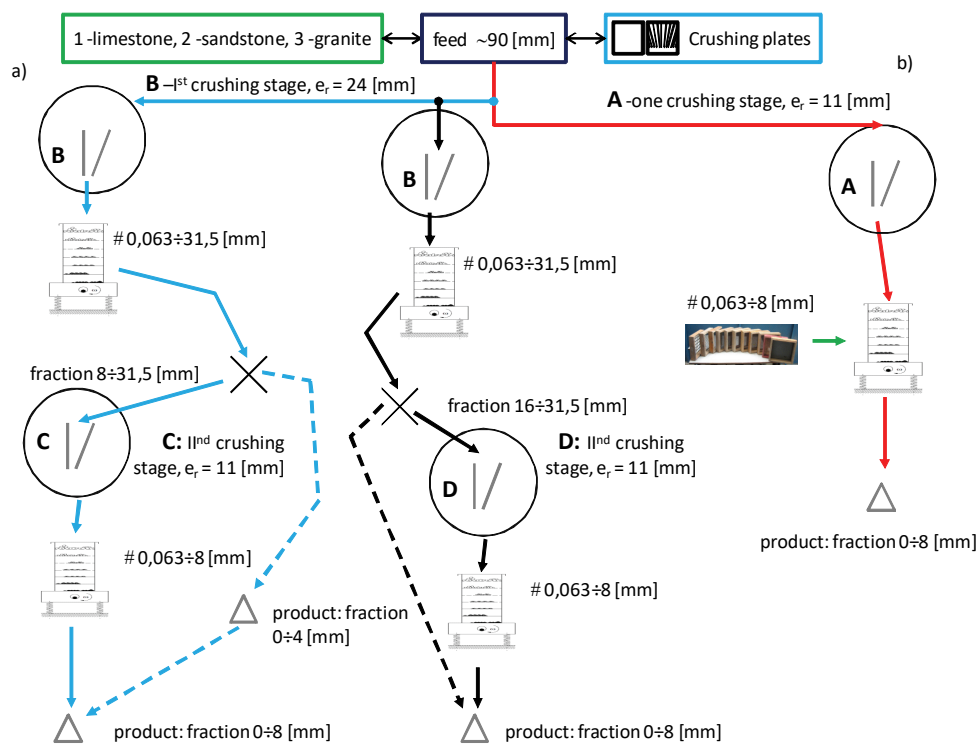 1 -limestone, 2 -sandstone, 3 -granite
feed ~90 [mm]
Crushing plates
a)
b)
B –Ist crushing stage, er = 24 [mm]
A -one crushing stage, er = 11 [mm]
B
B
A
# 0,063÷31,5 [mm]
# 0,063÷31,5 [mm]
# 0,063÷8 [mm]
fraction 8÷31,5 [mm]
fraction 16÷31,5 [mm]
C
C: IInd crushing
stage, er = 11 [mm]
D: IInd crushing
stage, er = 11 [mm]
D
product: fraction 0÷8 [mm]
# 0,063÷8 [mm]
# 0,063÷8 [mm]
product: fraction
0÷4 [mm]
product: fraction 0÷8 [mm]
product: fraction 0÷8 [mm]